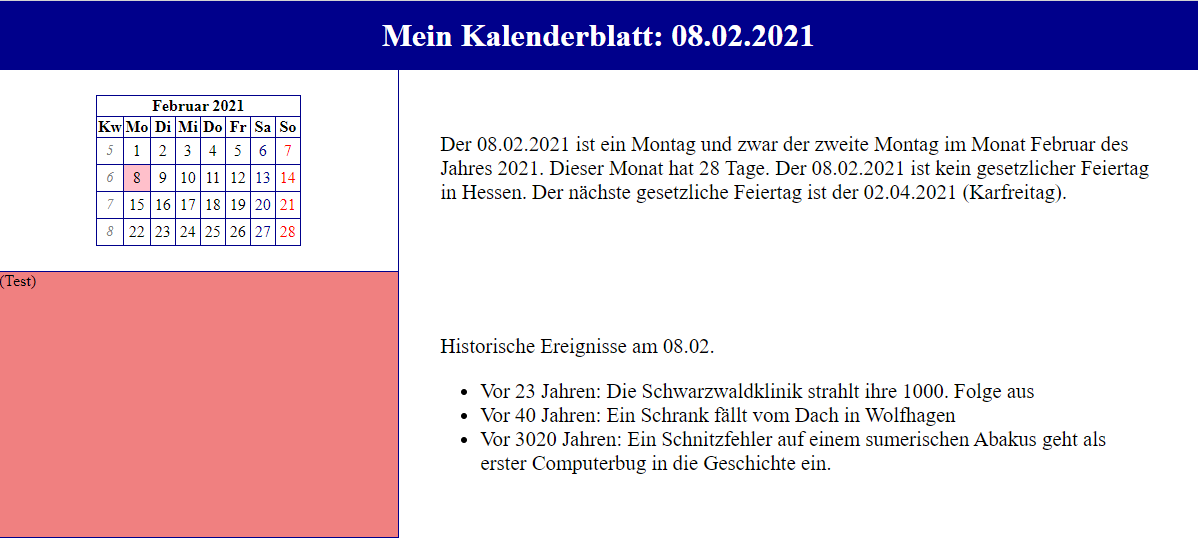 Mein Kalenderblatt: 08.02.2021
Februar 2021
Kw Mo Di Mi Do Fr Sa So
5 1 2 3 4 5 6 7
6 8 9 10 11 12 13 14
7 15 16 17 18 19 20 21
8 22 23 24 25 26 27 28
(Test)
Der 08.02.2021 ist ein Montag und zwar der zweite Montag im Monat Februar des
Jahres 2021. Dieser Monat hat 28 Tage. Der 08.02.2021 ist kein gesetzlicher Feiertag
in Hessen. Der nächste gesetzliche Feiertag ist der 02.04.2021 (Karfreitag).
Historische Ereignisse am 08.02.
• Vor 23 Jahren: Die Schwarzwaldklinik strahlt ihre 1000. Folge aus
• Vor 40 Jahren: Ein Schrank fällt vom Dach in Wolfhagen
• Vor 3020 Jahren: Ein Schnitzfehler auf einem sumerischen Abakus geht als
erster Computerbug in die Geschichte ein.